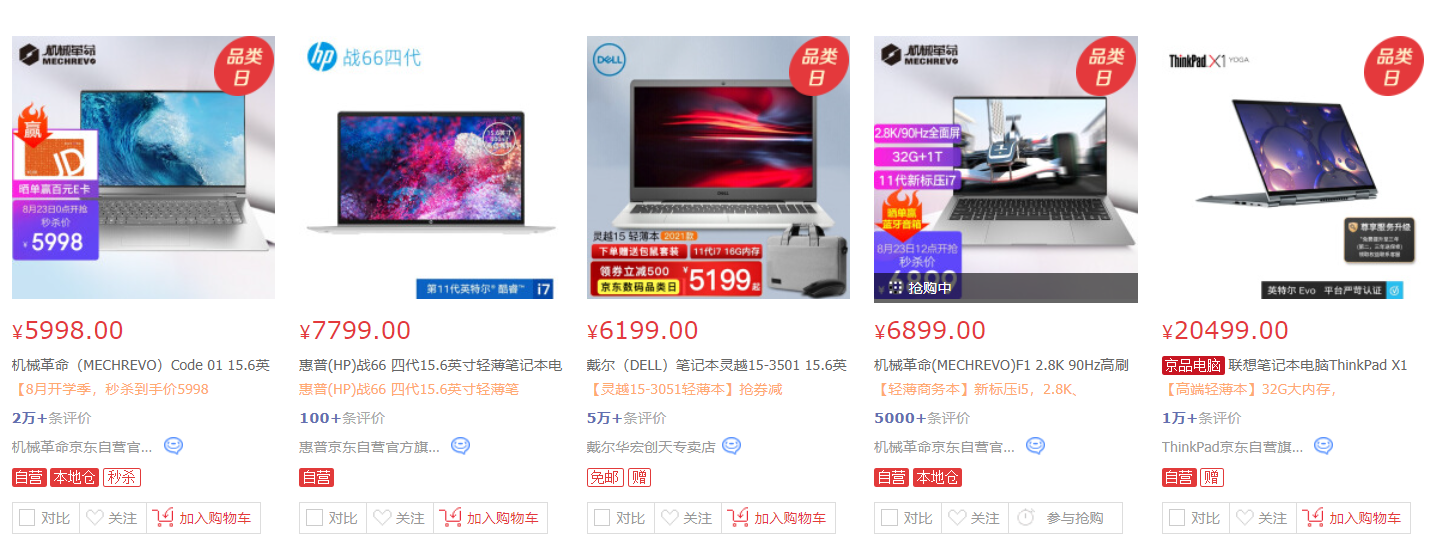 机械革命
MECHREVO
品类
日
赢
晒单赢百元E卡
8月23日0点开抢
秒杀价
¥5998
¥5998.00
机械革命（MECHREVO）Code 01 15.6英
【8月开学季，秒杀到手价5998
2万+条评价
机械革命京东自营官...
自营 本地仓 秒杀
对比 关注 加入购物车
hp 战66四代
第11代英特尔®酷睿™ i7
¥7799.00
惠普(HP)战66 四代15.6英寸轻薄笔记本电
惠普(HP)战66 四代15.6英寸轻薄笔
100+条评价
惠普京东自营官方旗...
自营
对比 关注 加入购物车
DELL
品类
日
灵越15 轻薄本 2021款
下单赠送包鼠套装 11代i7 16G内存
领券立减500
京东数码品类日
¥5199起
¥6199.00
戴尔（DELL）笔记本灵越15-3501 15.6英
【灵越15-3051轻薄本】抢券减
5万+条评价
戴尔华宏创天专卖店
免邮 赠
对比 关注 加入购物车
机械革命
MECHREVO
品类
日
2.8K/90Hz全面屏
32G+1T
11代新标压i7
晒单赢
蓝牙音箱
8月23日12点开抢
秒杀价
抢购中
¥6899.00
机械革命(MECHREVO)F1 2.8K 90Hz高刷
【轻薄商务本】新标压i5，2.8K、
5000+条评价
机械革命京东自营官...
自营 本地仓
对比 关注 参与抢购
ThinkPad X1 YOGA
品类
日
尊享服务升级
英特尔 Evo 平台严苛认证
¥20499.00
京品电脑 联想笔记本电脑ThinkPad X1
【高端轻薄本】32G大内存，
1万+条评价
ThinkPad京东自营旗...
自营 赠
对比 关注 加入购物车